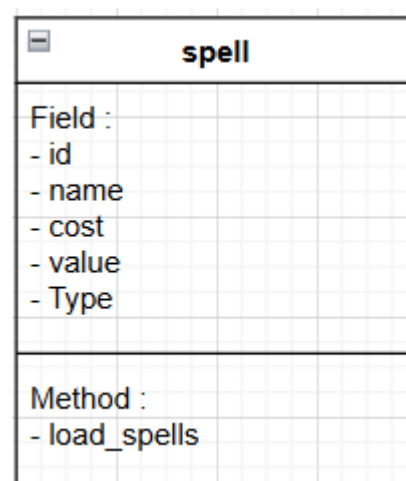 spell
Field :
- id
- name
- cost
- value
- Type
Method :
- load_spells